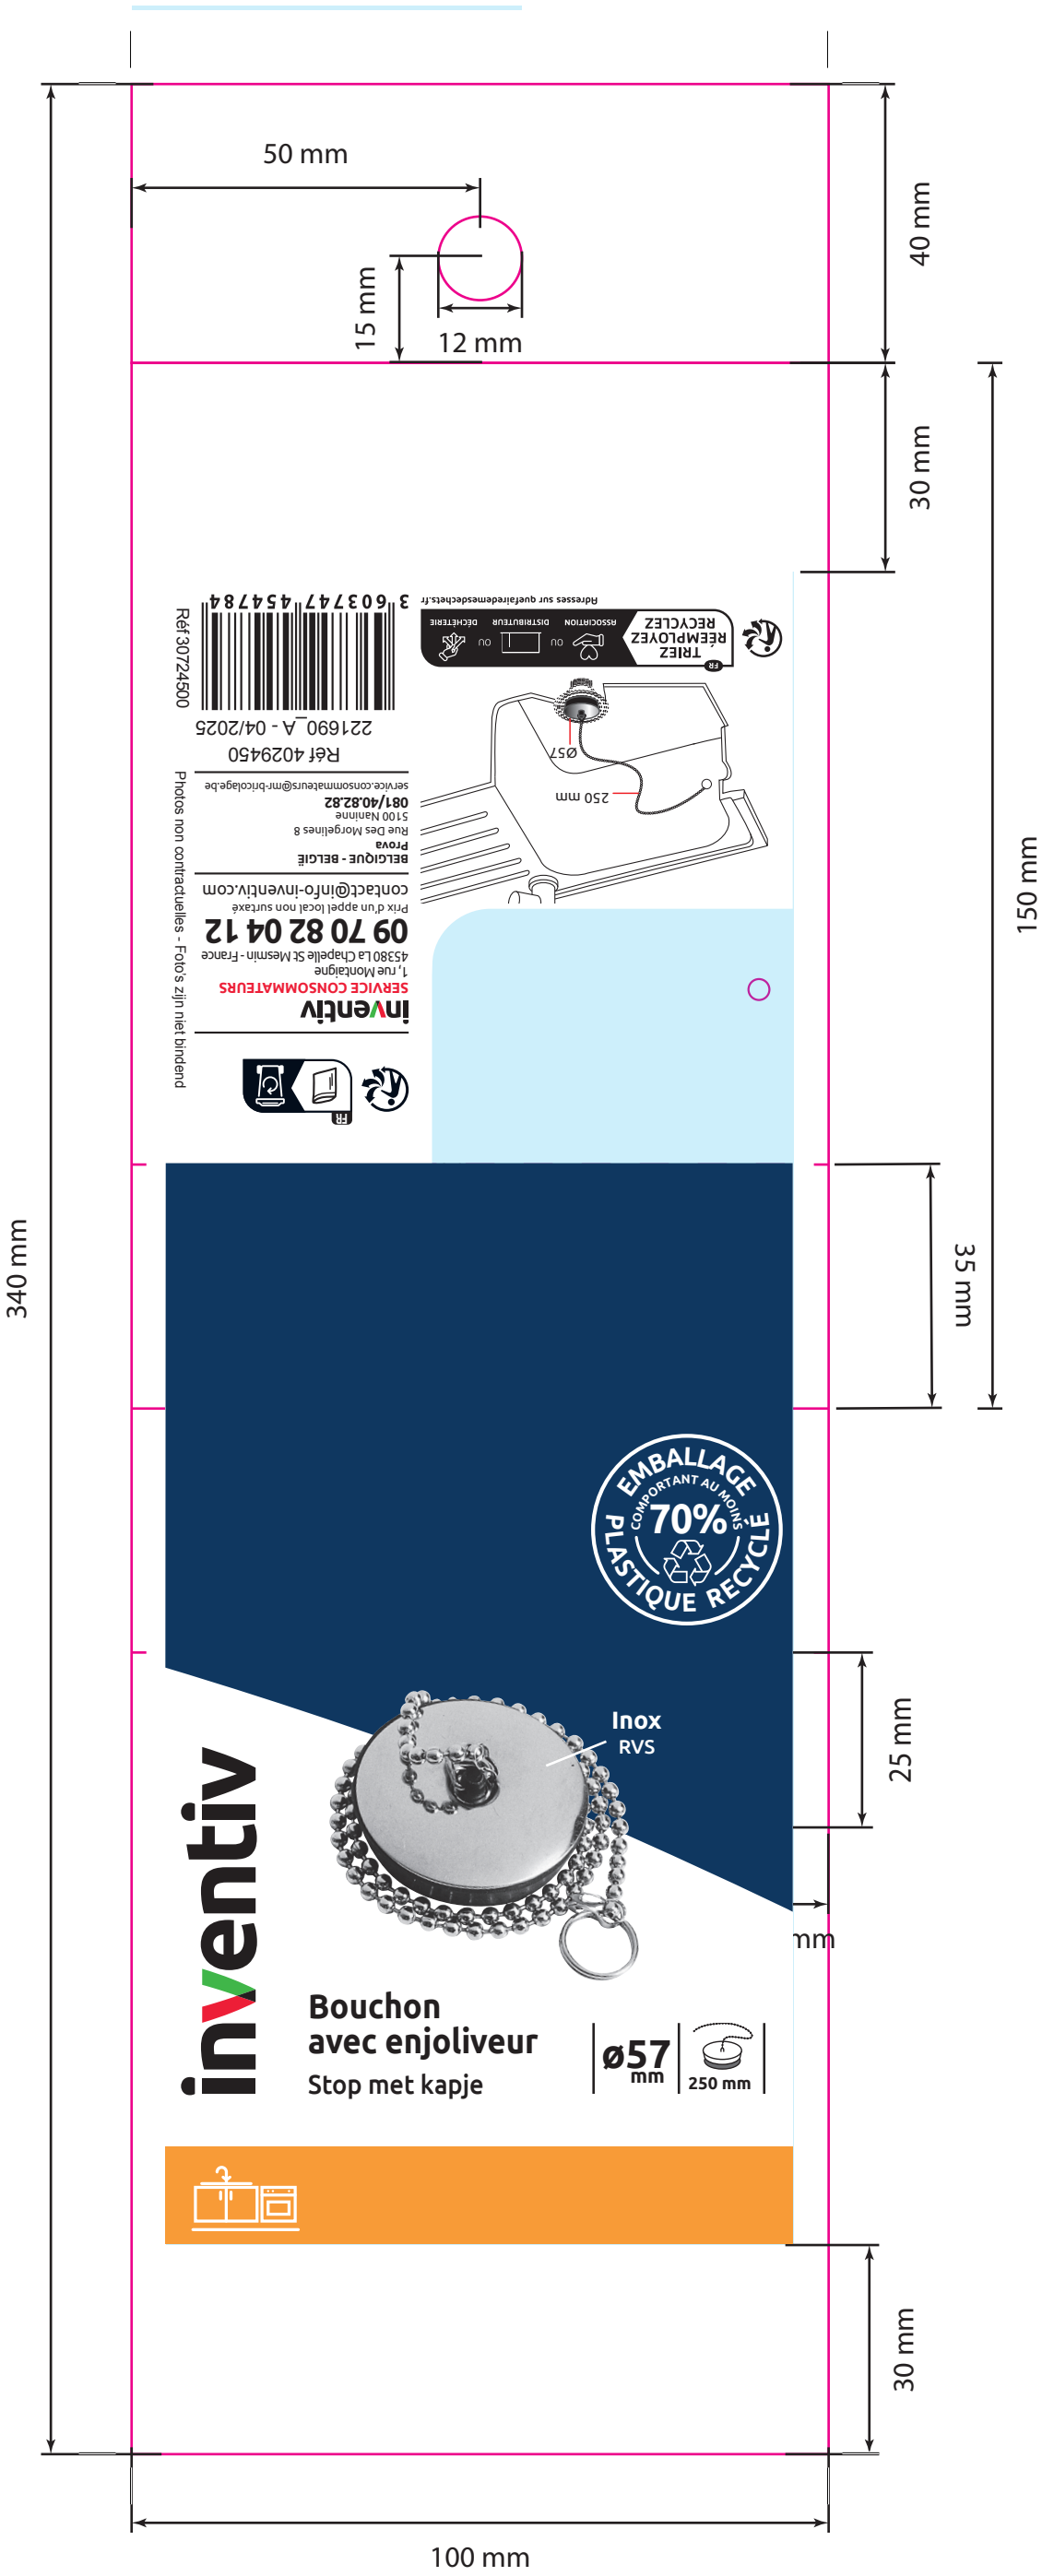 50 mm
40 mm
15 mm
12 mm
30 mm
150 mm
340 mm
35 mm
25 mm
mm
30 mm
100 mm
FR
inventiv
SERVICE CONSOMMATEURS
1, rue Montaigne
45380 La Chapelle St Mesmin - France
09 70 82 04 12
Prix d'un appel local non surtaxé
contact@info-inventiv.com
BELGIQUE - BELGIË
Prova
Rue Des Morgelines 8
5100 Naninne
081/40.82.82
service.consommateurs@mr-bricolage.be
Réf 4029450
221690_A - 04/2025
3 603747 454784
Réf 30724500
Photos non contractuelles - Foto's zijn niet bindend
250 mm
Ø57
FR
TRIEZ
RÉEMPLOYEZ
RECYCLEZ
ASSOCIATION OU DISTRIBUTEUR OU DÉCHÈTERIE
Adresses sur quefairedemesdechets.fr
EMBALLAGE
COMPORTANT AU MOINS
70%
PLASTIQUE RECYCLÉ
Inox
RVS
inventiv
Bouchon
avec enjoliveur
Stop met kapje
ø57
mm
250 mm